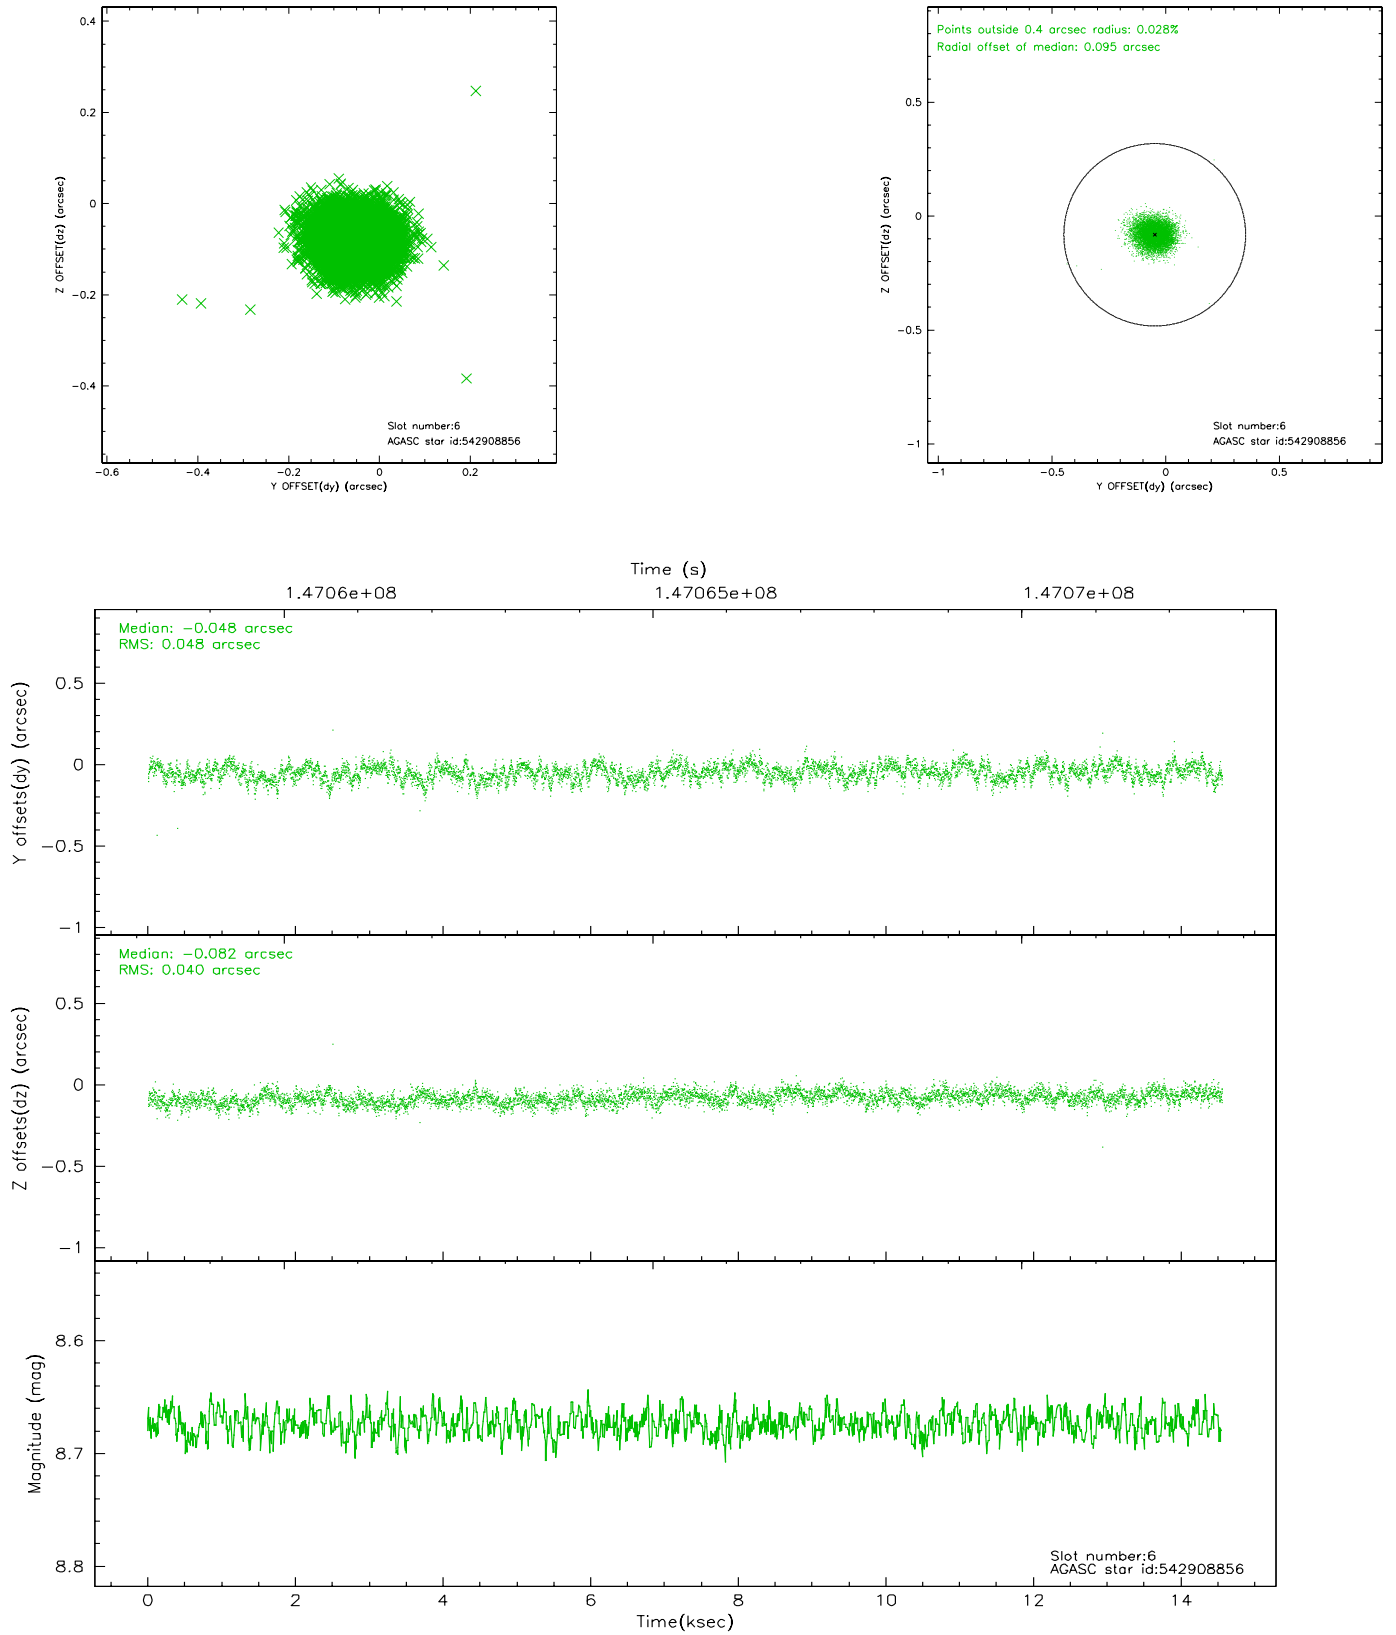 0.4
0.2
0
−0.2
−0.4
Z OFFSET(dz) (arcsec)
Slot number:6
AGASC star id:542908856
−0.6 −0.4 −0.2 0 0.2
Y OFFSET(dy) (arcsec)
Points outside 0.4 arcsec radius: 0.028%
Radial offset of median: 0.095 arcsec
0.5
0
−0.5
−1
Z OFFSET(dz) (arcsec)
Slot number:6
AGASC star id:542908856
−1 −0.5 0 0.5
Y OFFSET(dy) (arcsec)
Time (s)
1.4706e+08 1.47065e+08 1.4707e+08
Median: −0.048 arcsec
RMS: 0.048 arcsec
0.5
0
−0.5
−1
Y offsets(dy) (arcsec)
Median: −0.082 arcsec
RMS: 0.040 arcsec
0.5
0
−0.5
−1
Z offsets(dz) (arcsec)
8.6
8.7
8.8
Magnitude (mag)
Slot number:6
AGASC star id:542908856
0 2 4 6 8 10 12 14
Time(ksec)